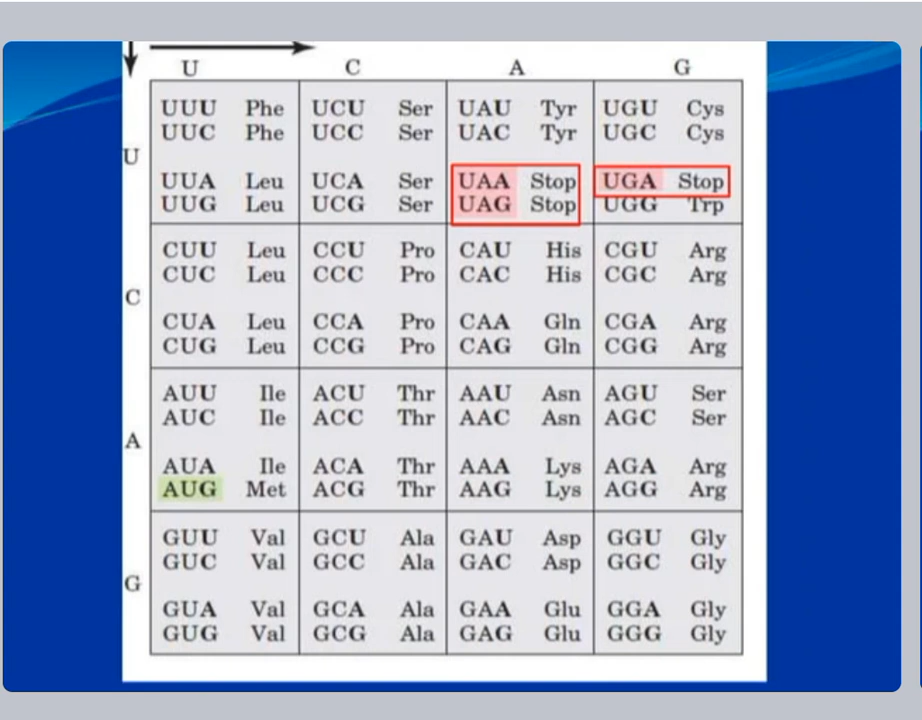 U C A G
UUU Phe UCU Ser UAU Tyr UGU Cys
UUC Phe UCC Ser UAC Tyr UGC Cys
U
UUA Leu UCA Ser UAA Stop UGA Stop
UUG Leu UCG Ser UAG Stop UGG Trp
CUU Leu CCU Pro CAU His CGU Arg
CUC Leu CCC Pro CAC His CGC Arg
C
CUA Leu CCA Pro CAA Gln CGA Arg
CUG Leu CCG Pro CAG Gln CGG Arg
AUU Ile ACU Thr AAU Asn AGU Ser
AUC Ile ACC Thr AAC Asn AGC Ser
A
AUA Ile ACA Thr AAA Lys AGA Arg
AUG Met ACG Thr AAG Lys AGG Arg
GUU Val GCU Ala GAU Asp GGU Gly
GUC Val GCC Ala GAC Asp GGC Gly
G
GUA Val GCA Ala GAA Glu GGA Gly
GUG Val GCG Ala GAG Glu GGG Gly